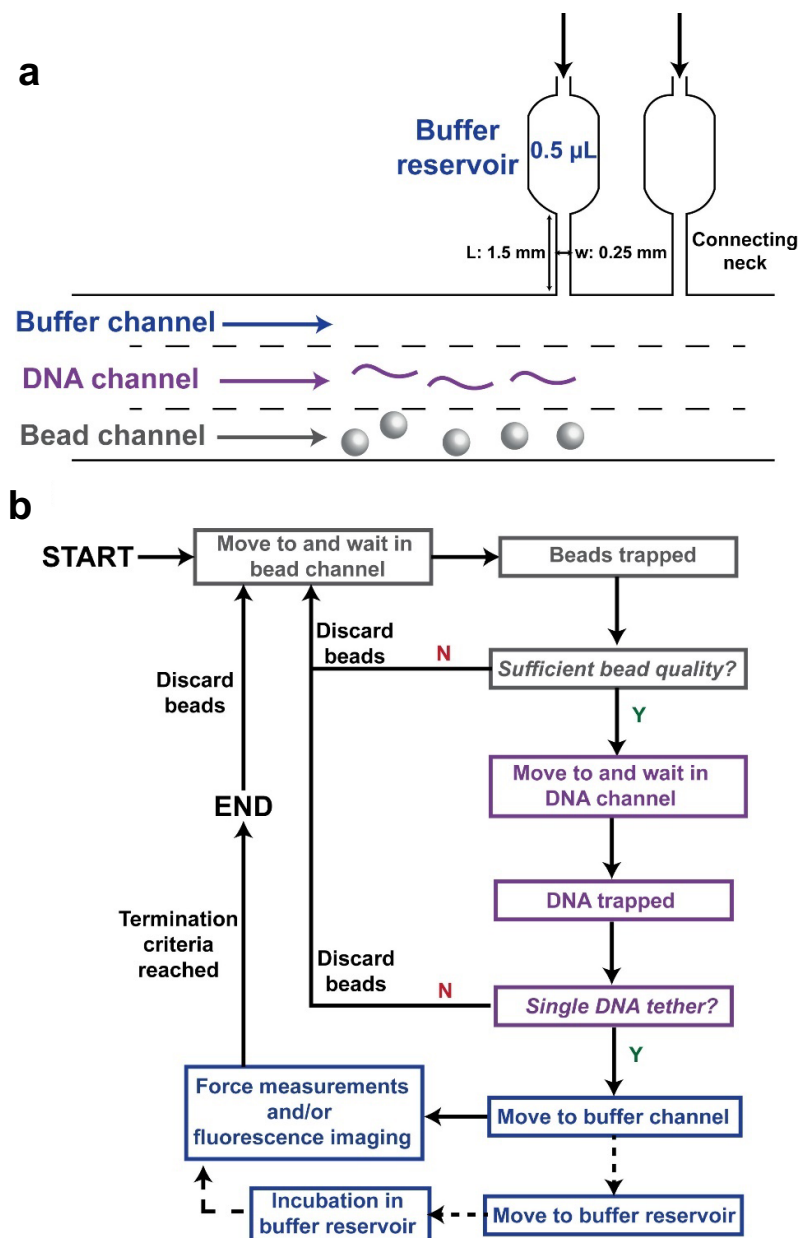 a
Buffer
reservoir
0.5 µL
L: 1.5 mm
w: 0.25 mm
Connecting
neck
Buffer channel
DNA channel
Bead channel
b
START
Move to and wait in
bead channel
Beads trapped
Discard
beads
N
Sufficient bead quality?
Discard
beads
Y
Move to and wait in
DNA channel
END
DNA trapped
Termination
criteria
reached
Discard
beads
N
Single DNA tether?
Y
Force measurements
and/or
fluorescence imaging
Move to buffer channel
Incubation in
buffer reservoir
Move to buffer reservoir